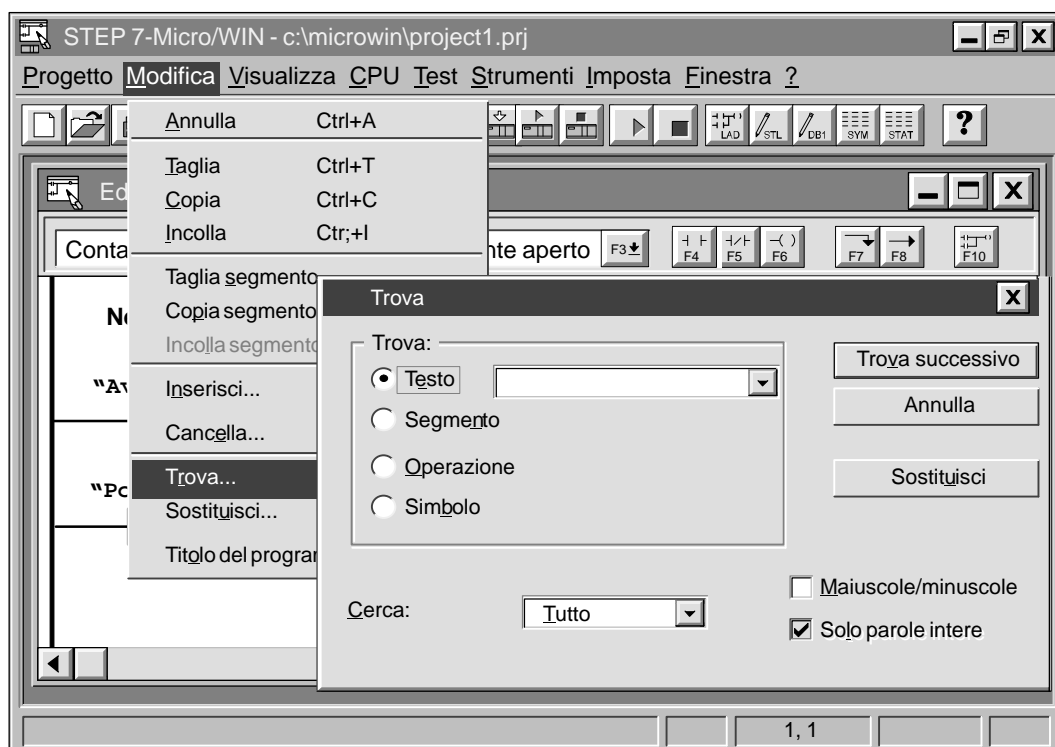 STEP 7-Micro/WIN - c:\microwin\project1.prj
Progetto Modifica Visualizza CPU Test Strumenti Imposta Finestra ?
LAD STL DB1 SYM STAT ?
Annulla Ctrl+A
Taglia Ctrl+T
Copia Ctrl+C
Incolla Ctr;+I
Taglia segmento
Copia segmento
Incolla segmento
Inserisci...
Cancella...
Trova...
Sostituisci...
Titolo del program
Ed
Conta nte aperto F3 F4 F5 F6 F7 F8 F10
Ne
"Av
"Po
Trova
Trova:
Testo
Segmento
Operazione
Simbolo
Trova successivo
Annulla
Sostituisci
Cerca: Tutto
Maiuscole/minuscole
Solo parole intere
1, 1